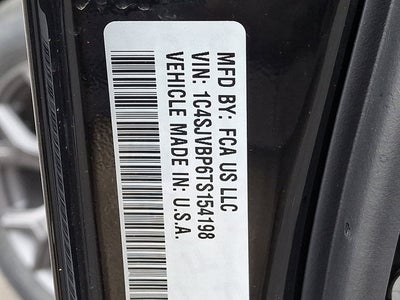 MFD BY: FCA US LLC
VIN: 1C4SJVBP6TS154198
VEHICLE MADE IN: U.S.A.